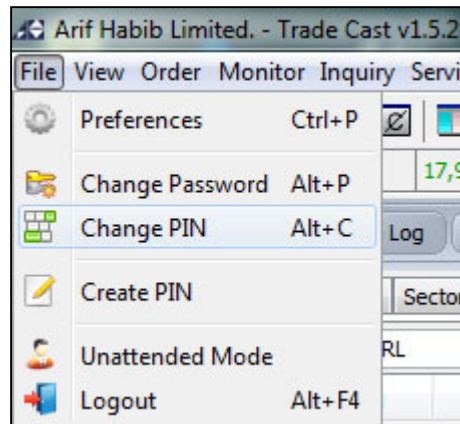 Arif Habib Limited. - Trade Cast v1.5.2
File View Order Monitor Inquiry
Preferences Ctrl+P
Change Password Alt+P
17,9
Change PIN Alt+C
Log
Create PIN
Unattended Mode
RL
Logout Alt+F4